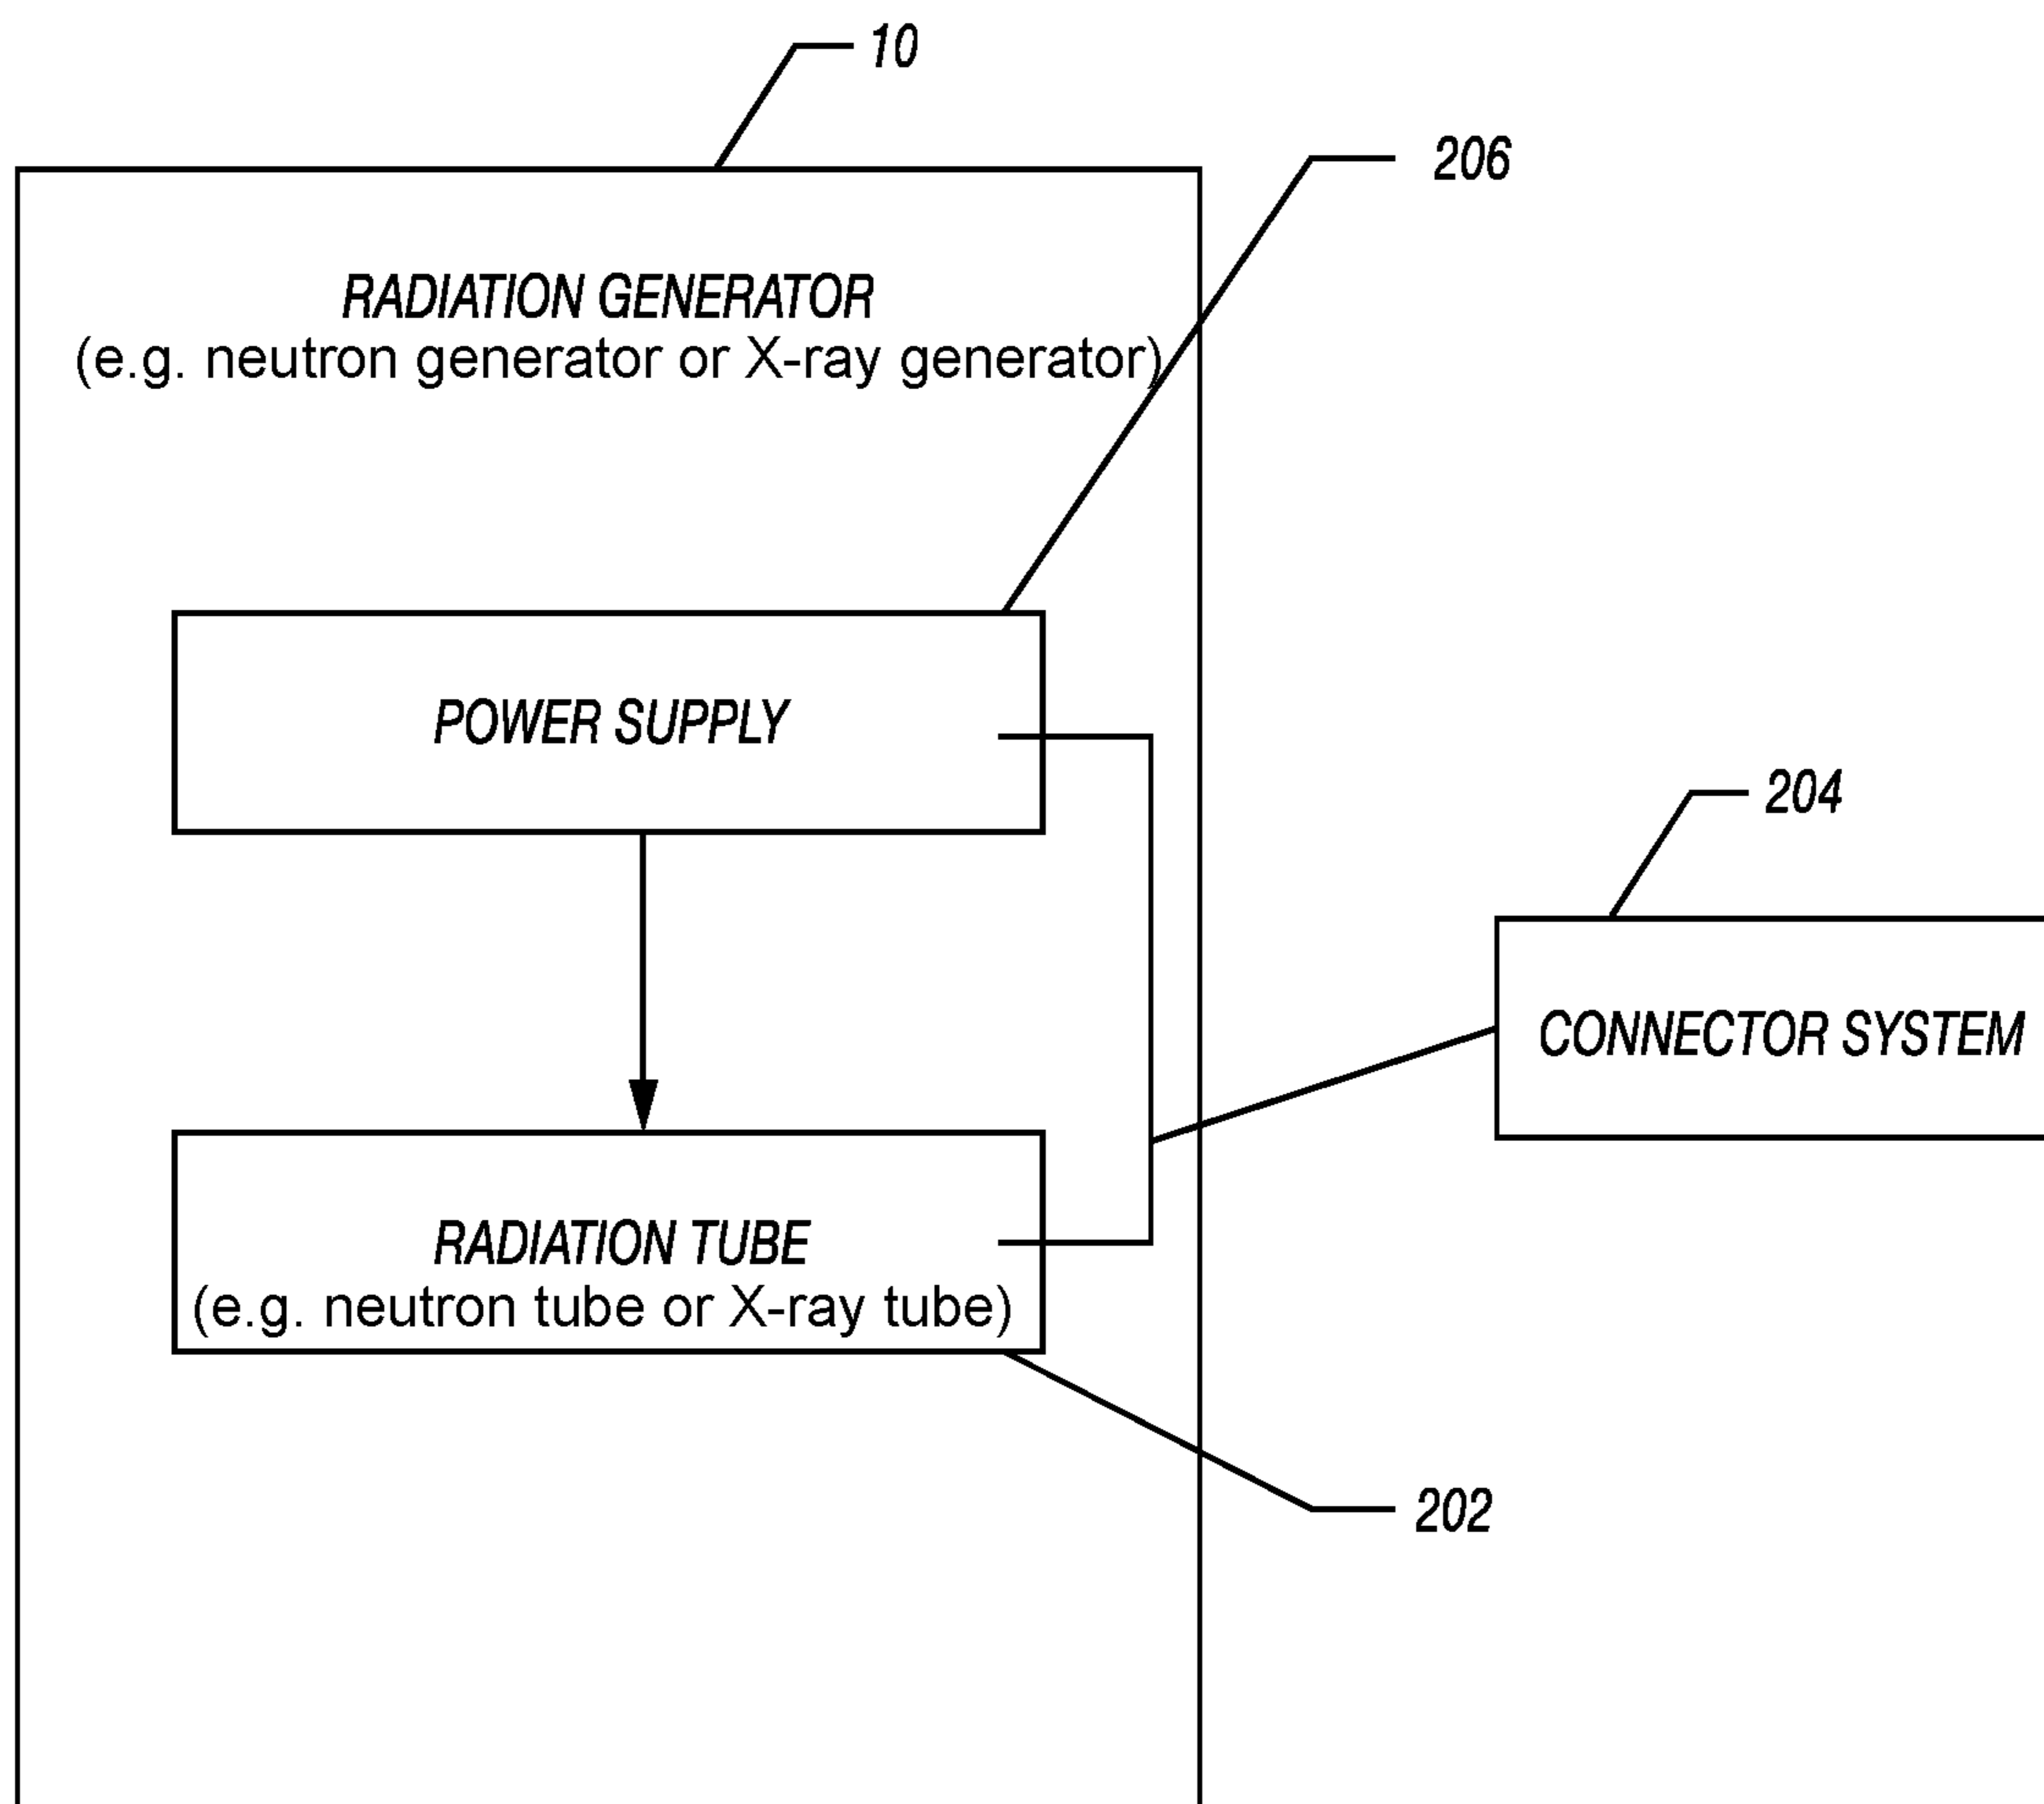 10
206
RADIATION GENERATOR
(e.g. neutron generator or X-ray generator)
POWER SUPPLY
204
CONNECTOR SYSTEM
RADIATION TUBE
(e.g. neutron tube or X-ray tube)
202